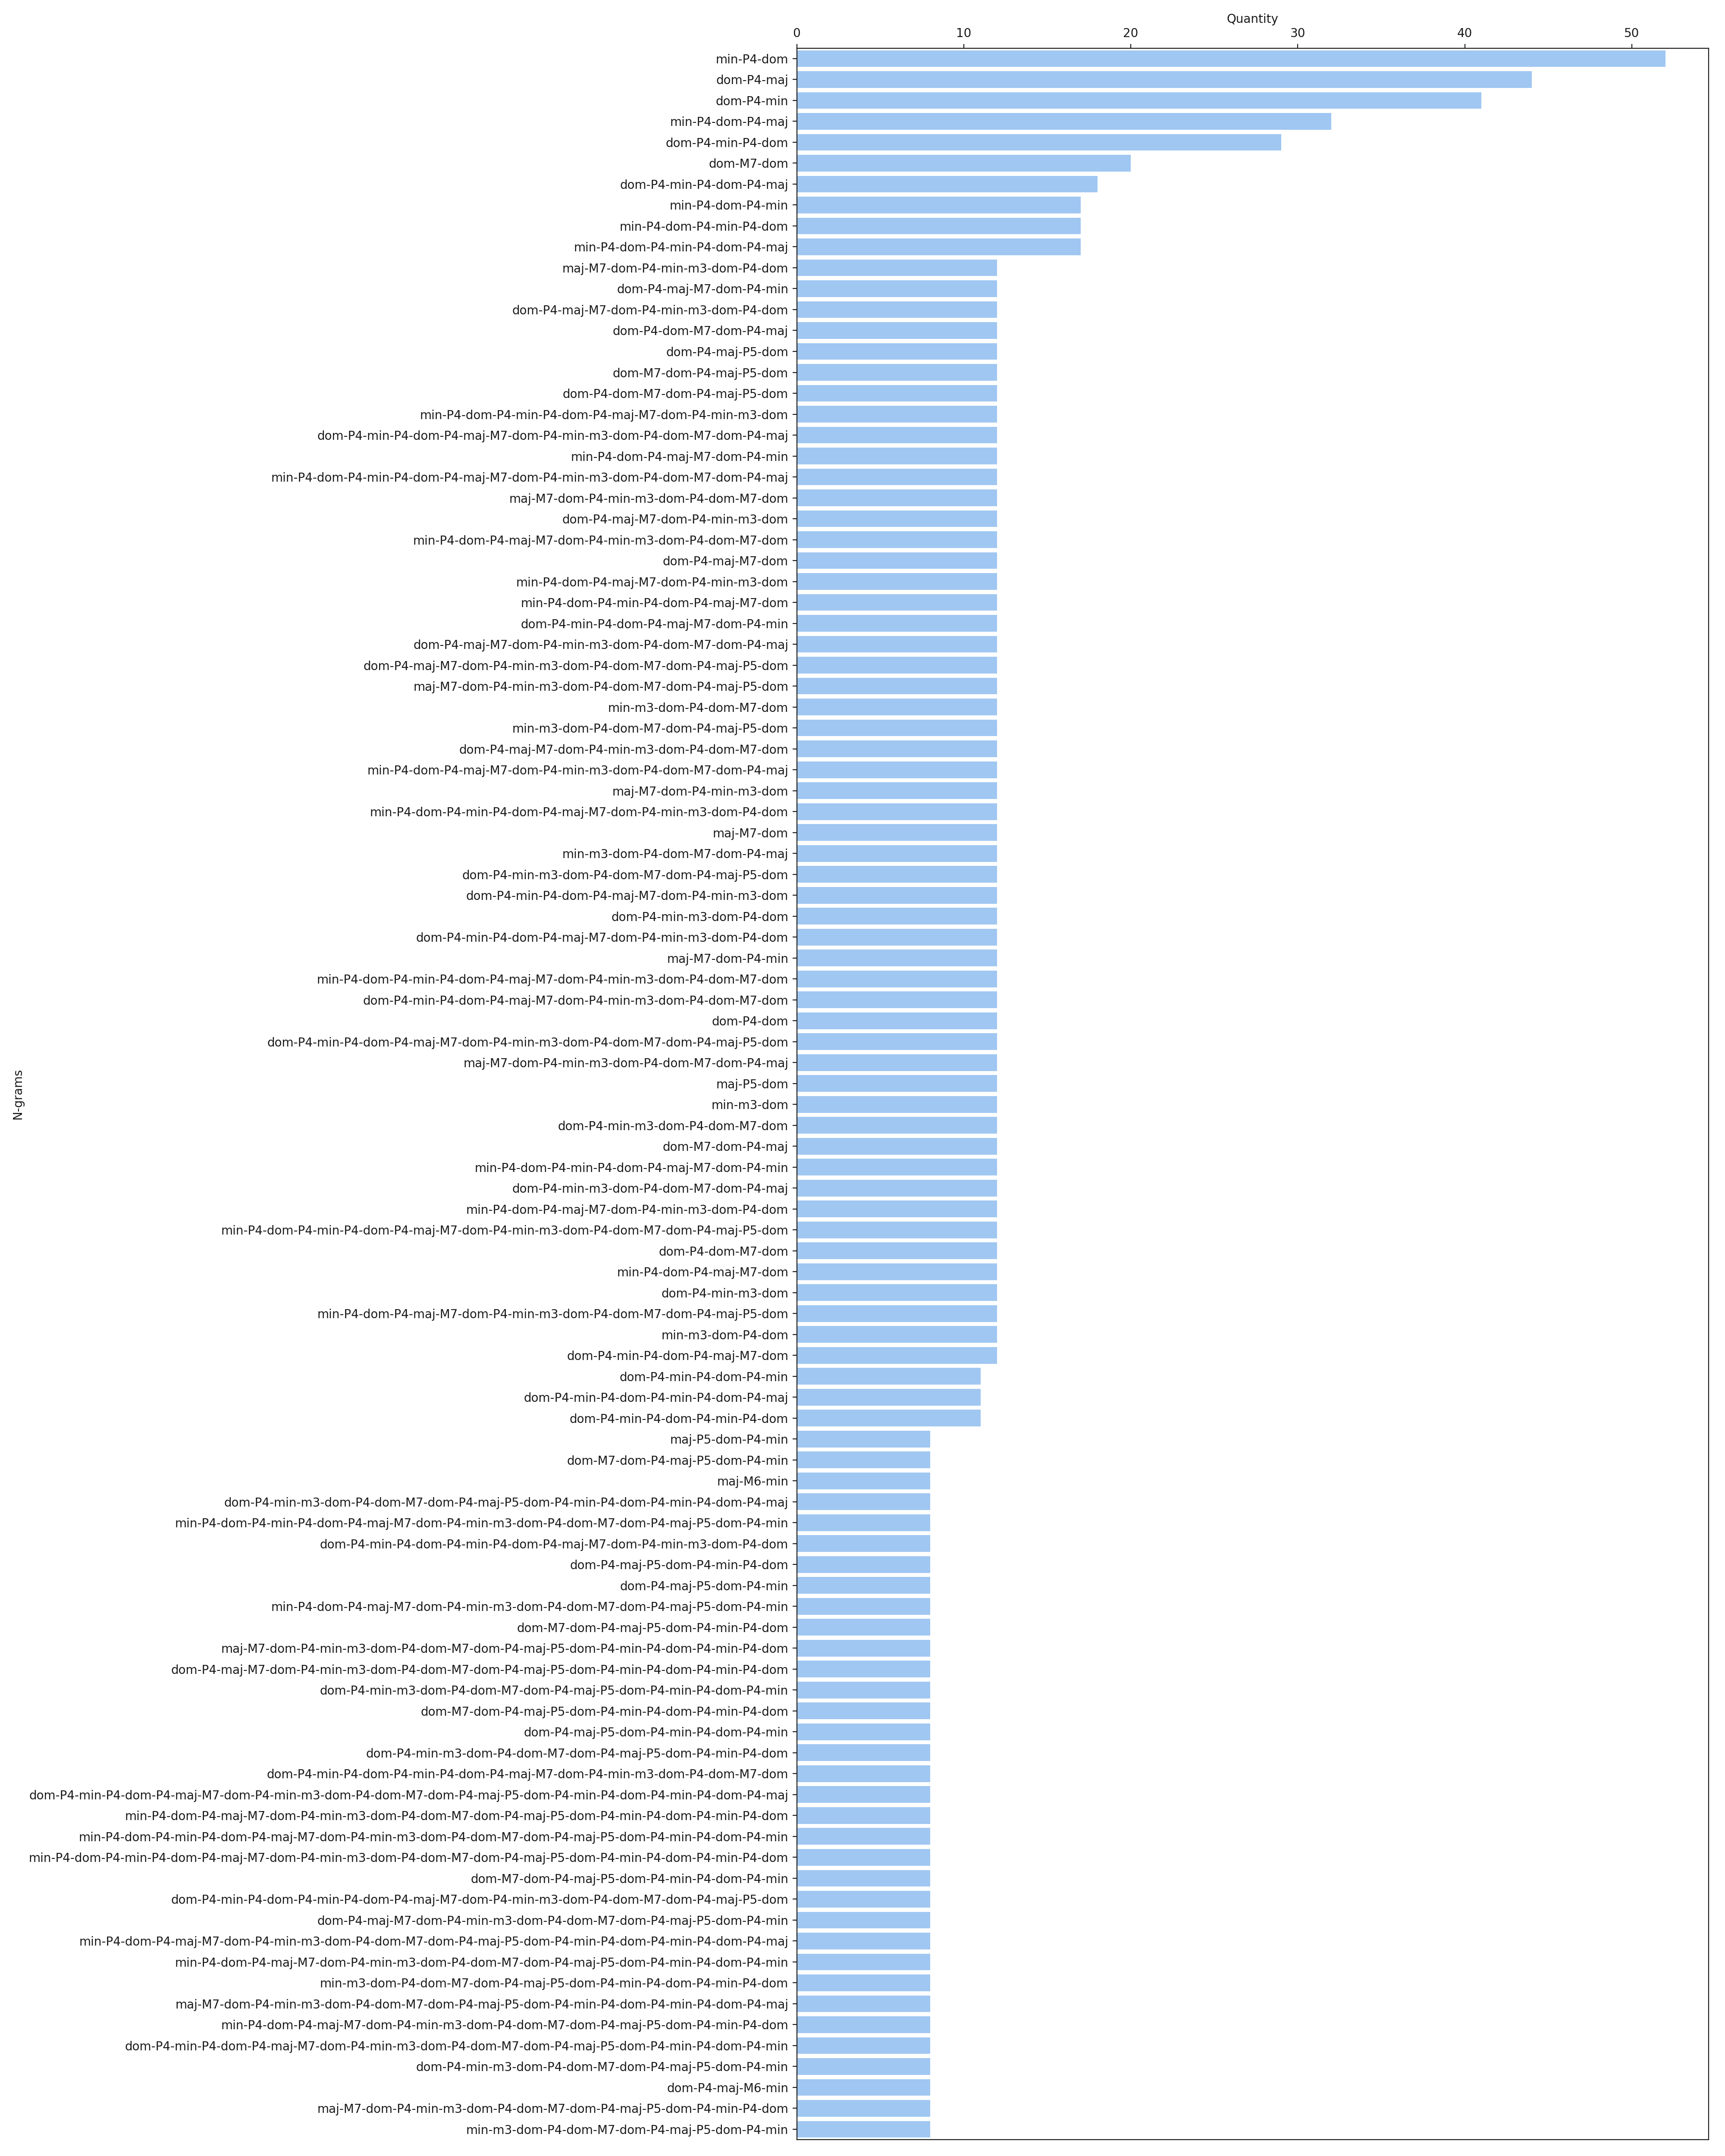 Quantity
0 10 20 30 40 50
min-P4-dom
dom-P4-maj
dom-P4-min
min-P4-dom-P4-maj
dom-P4-min-P4-dom
dom-M7-dom
dom-P4-min-P4-dom-P4-maj
min-P4-dom-P4-min
min-P4-dom-P4-min-P4-dom
min-P4-dom-P4-min-P4-dom-P4-maj
maj-M7-dom-P4-min-m3-dom-P4-dom
dom-P4-maj-M7-dom-P4-min
dom-P4-maj-M7-dom-P4-min-m3-dom-P4-dom
dom-P4-dom-M7-dom-P4-maj
dom-P4-maj-P5-dom
dom-M7-dom-P4-maj-P5-dom
dom-P4-dom-M7-dom-P4-maj-P5-dom
min-P4-dom-P4-min-P4-dom-P4-maj-M7-dom-P4-min-m3-dom
dom-P4-min-P4-dom-P4-maj-M7-dom-P4-min-m3-dom-P4-dom-M7-dom-P4-maj
min-P4-dom-P4-maj-M7-dom-P4-min
min-P4-dom-P4-min-P4-dom-P4-maj-M7-dom-P4-min-m3-dom-P4-dom-M7-dom-P4-maj
maj-M7-dom-P4-min-m3-dom-P4-dom-M7-dom
dom-P4-maj-M7-dom-P4-min-m3-dom
min-P4-dom-P4-maj-M7-dom-P4-min-m3-dom-P4-dom-M7-dom
dom-P4-maj-M7-dom
min-P4-dom-P4-maj-M7-dom-P4-min-m3-dom
min-P4-dom-P4-min-P4-dom-P4-maj-M7-dom
dom-P4-min-P4-dom-P4-maj-M7-dom-P4-min
dom-P4-maj-M7-dom-P4-min-m3-dom-P4-dom-M7-dom-P4-maj
dom-P4-maj-M7-dom-P4-min-m3-dom-P4-dom-M7-dom-P4-maj-P5-dom
maj-M7-dom-P4-min-m3-dom-P4-dom-M7-dom-P4-maj-P5-dom
min-m3-dom-P4-dom-M7-dom
min-m3-dom-P4-dom-M7-dom-P4-maj-P5-dom
dom-P4-maj-M7-dom-P4-min-m3-dom-P4-dom-M7-dom
min-P4-dom-P4-maj-M7-dom-P4-min-m3-dom-P4-dom-M7-dom-P4-maj
maj-M7-dom-P4-min-m3-dom
min-P4-dom-P4-min-P4-dom-P4-maj-M7-dom-P4-min-m3-dom-P4-dom
maj-M7-dom
min-m3-dom-P4-dom-M7-dom-P4-maj
dom-P4-min-m3-dom-P4-dom-M7-dom-P4-maj-P5-dom
dom-P4-min-P4-dom-P4-maj-M7-dom-P4-min-m3-dom
dom-P4-min-m3-dom-P4-dom
dom-P4-min-P4-dom-P4-maj-M7-dom-P4-min-m3-dom-P4-dom
maj-M7-dom-P4-min
min-P4-dom-P4-min-P4-dom-P4-maj-M7-dom-P4-min-m3-dom-P4-dom-M7-dom
dom-P4-min-P4-dom-P4-maj-M7-dom-P4-min-m3-dom-P4-dom-M7-dom
dom-P4-dom
dom-P4-min-P4-dom-P4-maj-M7-dom-P4-min-m3-dom-P4-dom-M7-dom-P4-maj-P5-dom
maj-M7-dom-P4-min-m3-dom-P4-dom-M7-dom-P4-maj
maj-P5-dom
N-grams
min-m3-dom
dom-P4-min-m3-dom-P4-dom-M7-dom
dom-M7-dom-P4-maj
min-P4-dom-P4-min-P4-dom-P4-maj-M7-dom-P4-min
dom-P4-min-m3-dom-P4-dom-M7-dom-P4-maj
min-P4-dom-P4-maj-M7-dom-P4-min-m3-dom-P4-dom
min-P4-dom-P4-min-P4-dom-P4-maj-M7-dom-P4-min-m3-dom-P4-dom-M7-dom-P4-maj-P5-dom
dom-P4-dom-M7-dom
min-P4-dom-P4-maj-M7-dom
dom-P4-min-m3-dom
min-P4-dom-P4-maj-M7-dom-P4-min-m3-dom-P4-dom-M7-dom-P4-maj-P5-dom
min-m3-dom-P4-dom
dom-P4-min-P4-dom-P4-maj-M7-dom
dom-P4-min-P4-dom-P4-min
dom-P4-min-P4-dom-P4-min-P4-dom-P4-maj
dom-P4-min-P4-dom-P4-min-P4-dom
maj-P5-dom-P4-min
dom-M7-dom-P4-maj-P5-dom-P4-min
maj-M6-min
dom-P4-min-m3-dom-P4-dom-M7-dom-P4-maj-P5-dom-P4-min-P4-dom-P4-min-P4-dom-P4-maj
min-P4-dom-P4-min-P4-dom-P4-maj-M7-dom-P4-min-m3-dom-P4-dom-M7-dom-P4-maj-P5-dom-P4-min
dom-P4-min-P4-dom-P4-min-P4-dom-P4-maj-M7-dom-P4-min-m3-dom-P4-dom
dom-P4-maj-P5-dom-P4-min-P4-dom
dom-P4-maj-P5-dom-P4-min
min-P4-dom-P4-maj-M7-dom-P4-min-m3-dom-P4-dom-M7-dom-P4-maj-P5-dom-P4-min
dom-M7-dom-P4-maj-P5-dom-P4-min-P4-dom
maj-M7-dom-P4-min-m3-dom-P4-dom-M7-dom-P4-maj-P5-dom-P4-min-P4-dom-P4-min-P4-dom
dom-P4-maj-M7-dom-P4-min-m3-dom-P4-dom-M7-dom-P4-maj-P5-dom-P4-min-P4-dom-P4-min-P4-dom
dom-P4-min-m3-dom-P4-dom-M7-dom-P4-maj-P5-dom-P4-min-P4-dom-P4-min
dom-M7-dom-P4-maj-P5-dom-P4-min-P4-dom-P4-min-P4-dom
dom-P4-maj-P5-dom-P4-min-P4-dom-P4-min
dom-P4-min-m3-dom-P4-dom-M7-dom-P4-maj-P5-dom-P4-min-P4-dom
dom-P4-min-P4-dom-P4-min-P4-dom-P4-maj-M7-dom-P4-min-m3-dom-P4-dom-M7-dom
dom-P4-min-P4-dom-P4-maj-M7-dom-P4-min-m3-dom-P4-dom-M7-dom-P4-maj-P5-dom-P4-min-P4-dom-P4-min-P4-dom-P4-maj
min-P4-dom-P4-maj-M7-dom-P4-min-m3-dom-P4-dom-M7-dom-P4-maj-P5-dom-P4-min-P4-dom-P4-min-P4-dom
min-P4-dom-P4-min-P4-dom-P4-maj-M7-dom-P4-min-m3-dom-P4-dom-M7-dom-P4-maj-P5-dom-P4-min-P4-dom-P4-min
min-P4-dom-P4-min-P4-dom-P4-maj-M7-dom-P4-min-m3-dom-P4-dom-M7-dom-P4-maj-P5-dom-P4-min-P4-dom-P4-min-P4-dom
dom-M7-dom-P4-maj-P5-dom-P4-min-P4-dom-P4-min
dom-P4-min-P4-dom-P4-min-P4-dom-P4-maj-M7-dom-P4-min-m3-dom-P4-dom-M7-dom-P4-maj-P5-dom
dom-P4-maj-M7-dom-P4-min-m3-dom-P4-dom-M7-dom-P4-maj-P5-dom-P4-min
min-P4-dom-P4-maj-M7-dom-P4-min-m3-dom-P4-dom-M7-dom-P4-maj-P5-dom-P4-min-P4-dom-P4-min-P4-dom-P4-maj
min-P4-dom-P4-maj-M7-dom-P4-min-m3-dom-P4-dom-M7-dom-P4-maj-P5-dom-P4-min-P4-dom-P4-min
min-m3-dom-P4-dom-M7-dom-P4-maj-P5-dom-P4-min-P4-dom-P4-min-P4-dom
maj-M7-dom-P4-min-m3-dom-P4-dom-M7-dom-P4-maj-P5-dom-P4-min-P4-dom-P4-min-P4-dom-P4-maj
min-P4-dom-P4-maj-M7-dom-P4-min-m3-dom-P4-dom-M7-dom-P4-maj-P5-dom-P4-min-P4-dom
dom-P4-min-P4-dom-P4-maj-M7-dom-P4-min-m3-dom-P4-dom-M7-dom-P4-maj-P5-dom-P4-min-P4-dom-P4-min
dom-P4-min-m3-dom-P4-dom-M7-dom-P4-maj-P5-dom-P4-min
dom-P4-maj-M6-min
maj-M7-dom-P4-min-m3-dom-P4-dom-M7-dom-P4-maj-P5-dom-P4-min-P4-dom
min-m3-dom-P4-dom-M7-dom-P4-maj-P5-dom-P4-min